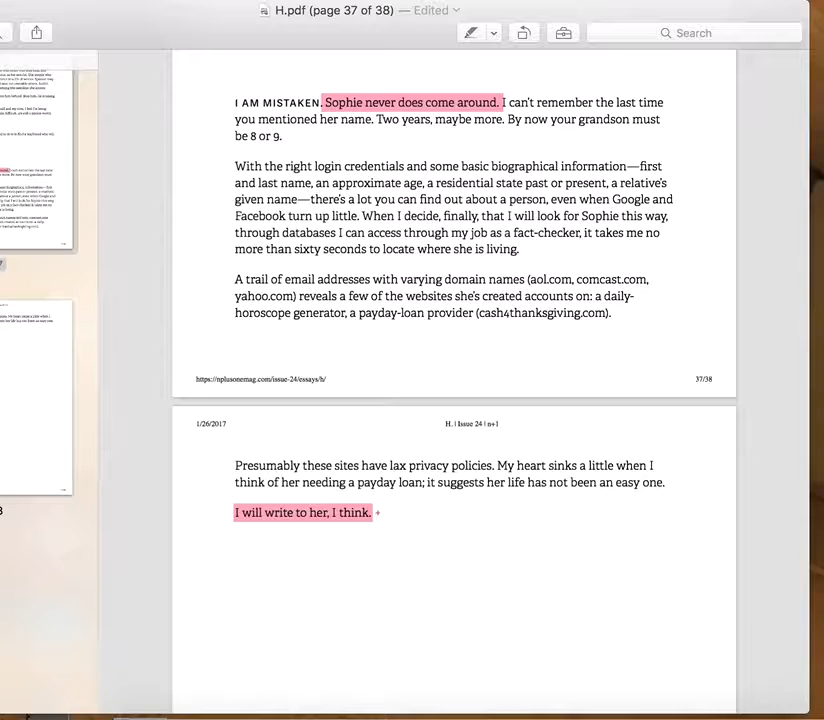 H.pdf (page 37 of 38) — Edited
Search
I AM MISTAKEN. Sophie never does come around. I can't remember the last time
you mentioned her name. Two years, maybe more. By now your grandson must
be 8 or 9.
With the right login credentials and some basic biographical information—first
and last name, an approximate age, a residential state past or present, a relative's
given name—there's a lot you can find out about a person, even when Google and
Facebook turn up little. When I decide, finally, that I will look for Sophie this way,
through databases I can access through my job as a fact-checker, it takes me no
more than sixty seconds to locate where she is living.
A trail of email addresses with varying domain names (aol.com, comcast.com,
yahoo.com) reveals a few of the websites she's created accounts on: a daily-
horoscope generator, a payday-loan provider (cash4thanksgiving.com).
https://nplusonemag.com/issue-24/essays/h/ 37/38
1/26/2017 H. | Issue 24 | n+1
Presumably these sites have lax privacy policies. My heart sinks a little when I
think of her needing a payday loan; it suggests her life has not been an easy one.
I will write to her, I think. +